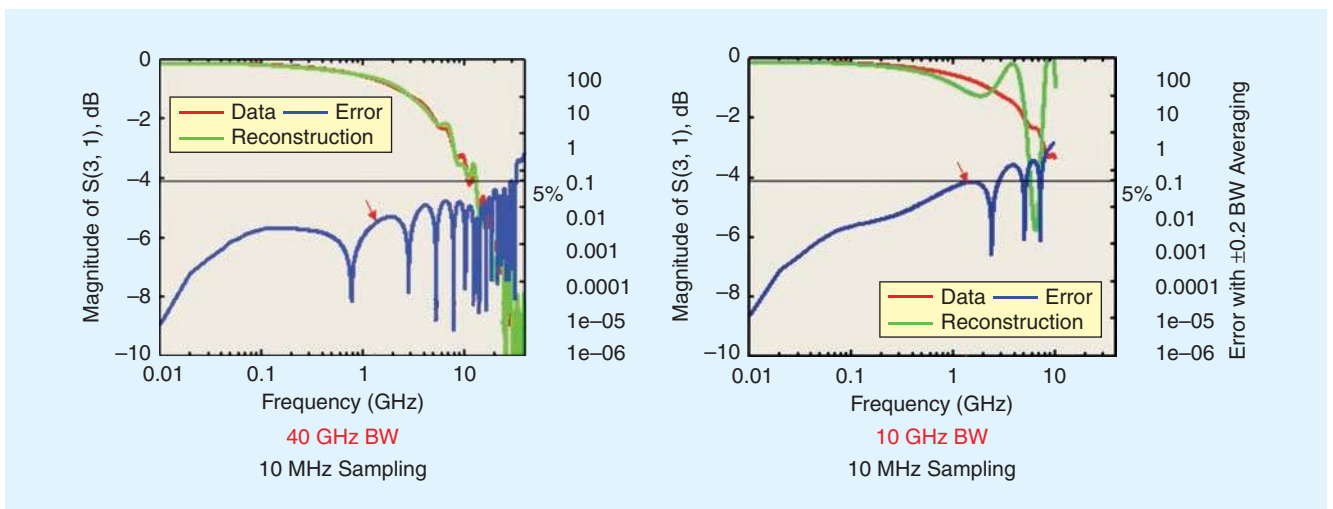 Magnitude of S(3, 1), dB
0
−2
−4
−6
−8
−10
Data
Error
Reconstruction
100
10
1
0.1
5%
0.01
0.001
0.0001
1e−05
1e−06
0.01
0.1
1
10
Frequency (GHz)
40 GHz BW
10 MHz Sampling
Magnitude of S(3, 1), dB
0
−2
−4
−6
−8
−10
Data
Error
Reconstruction
100
10
1
0.1
5%
0.01
0.001
0.0001
1e−05
1e−06
Error with ±0.2 BW Averaging
0.01
0.1
1
10
Frequency (GHz)
10 GHz BW
10 MHz Sampling